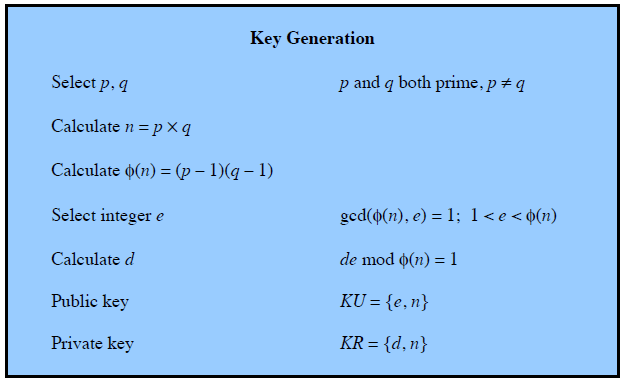 Key Generation
Select p, q p and q both prime, p ≠ q
Calculate n = p × q
Calculate ϕ(n) = (p – 1)(q – 1)
Select integer e gcd(ϕ(n), e) = 1; 1 < e < ϕ(n)
Calculate d de mod ϕ(n) = 1
Public key KU = {e, n}
Private key KR = {d, n}